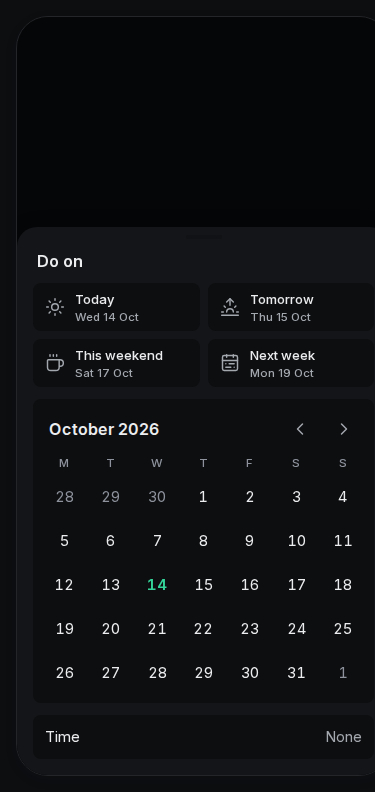 Do on
Today
Wed 14 Oct
Tomorrow
Thu 15 Oct
This weekend
Sat 17 Oct
Next week
Mon 19 Oct
October 2026
M T W T F S S
28 29 30 1 2 3 4
5 6 7 8 9 10 11
12 13 14 15 16 17 18
19 20 21 22 23 24 25
26 27 28 29 30 31 1
Time None